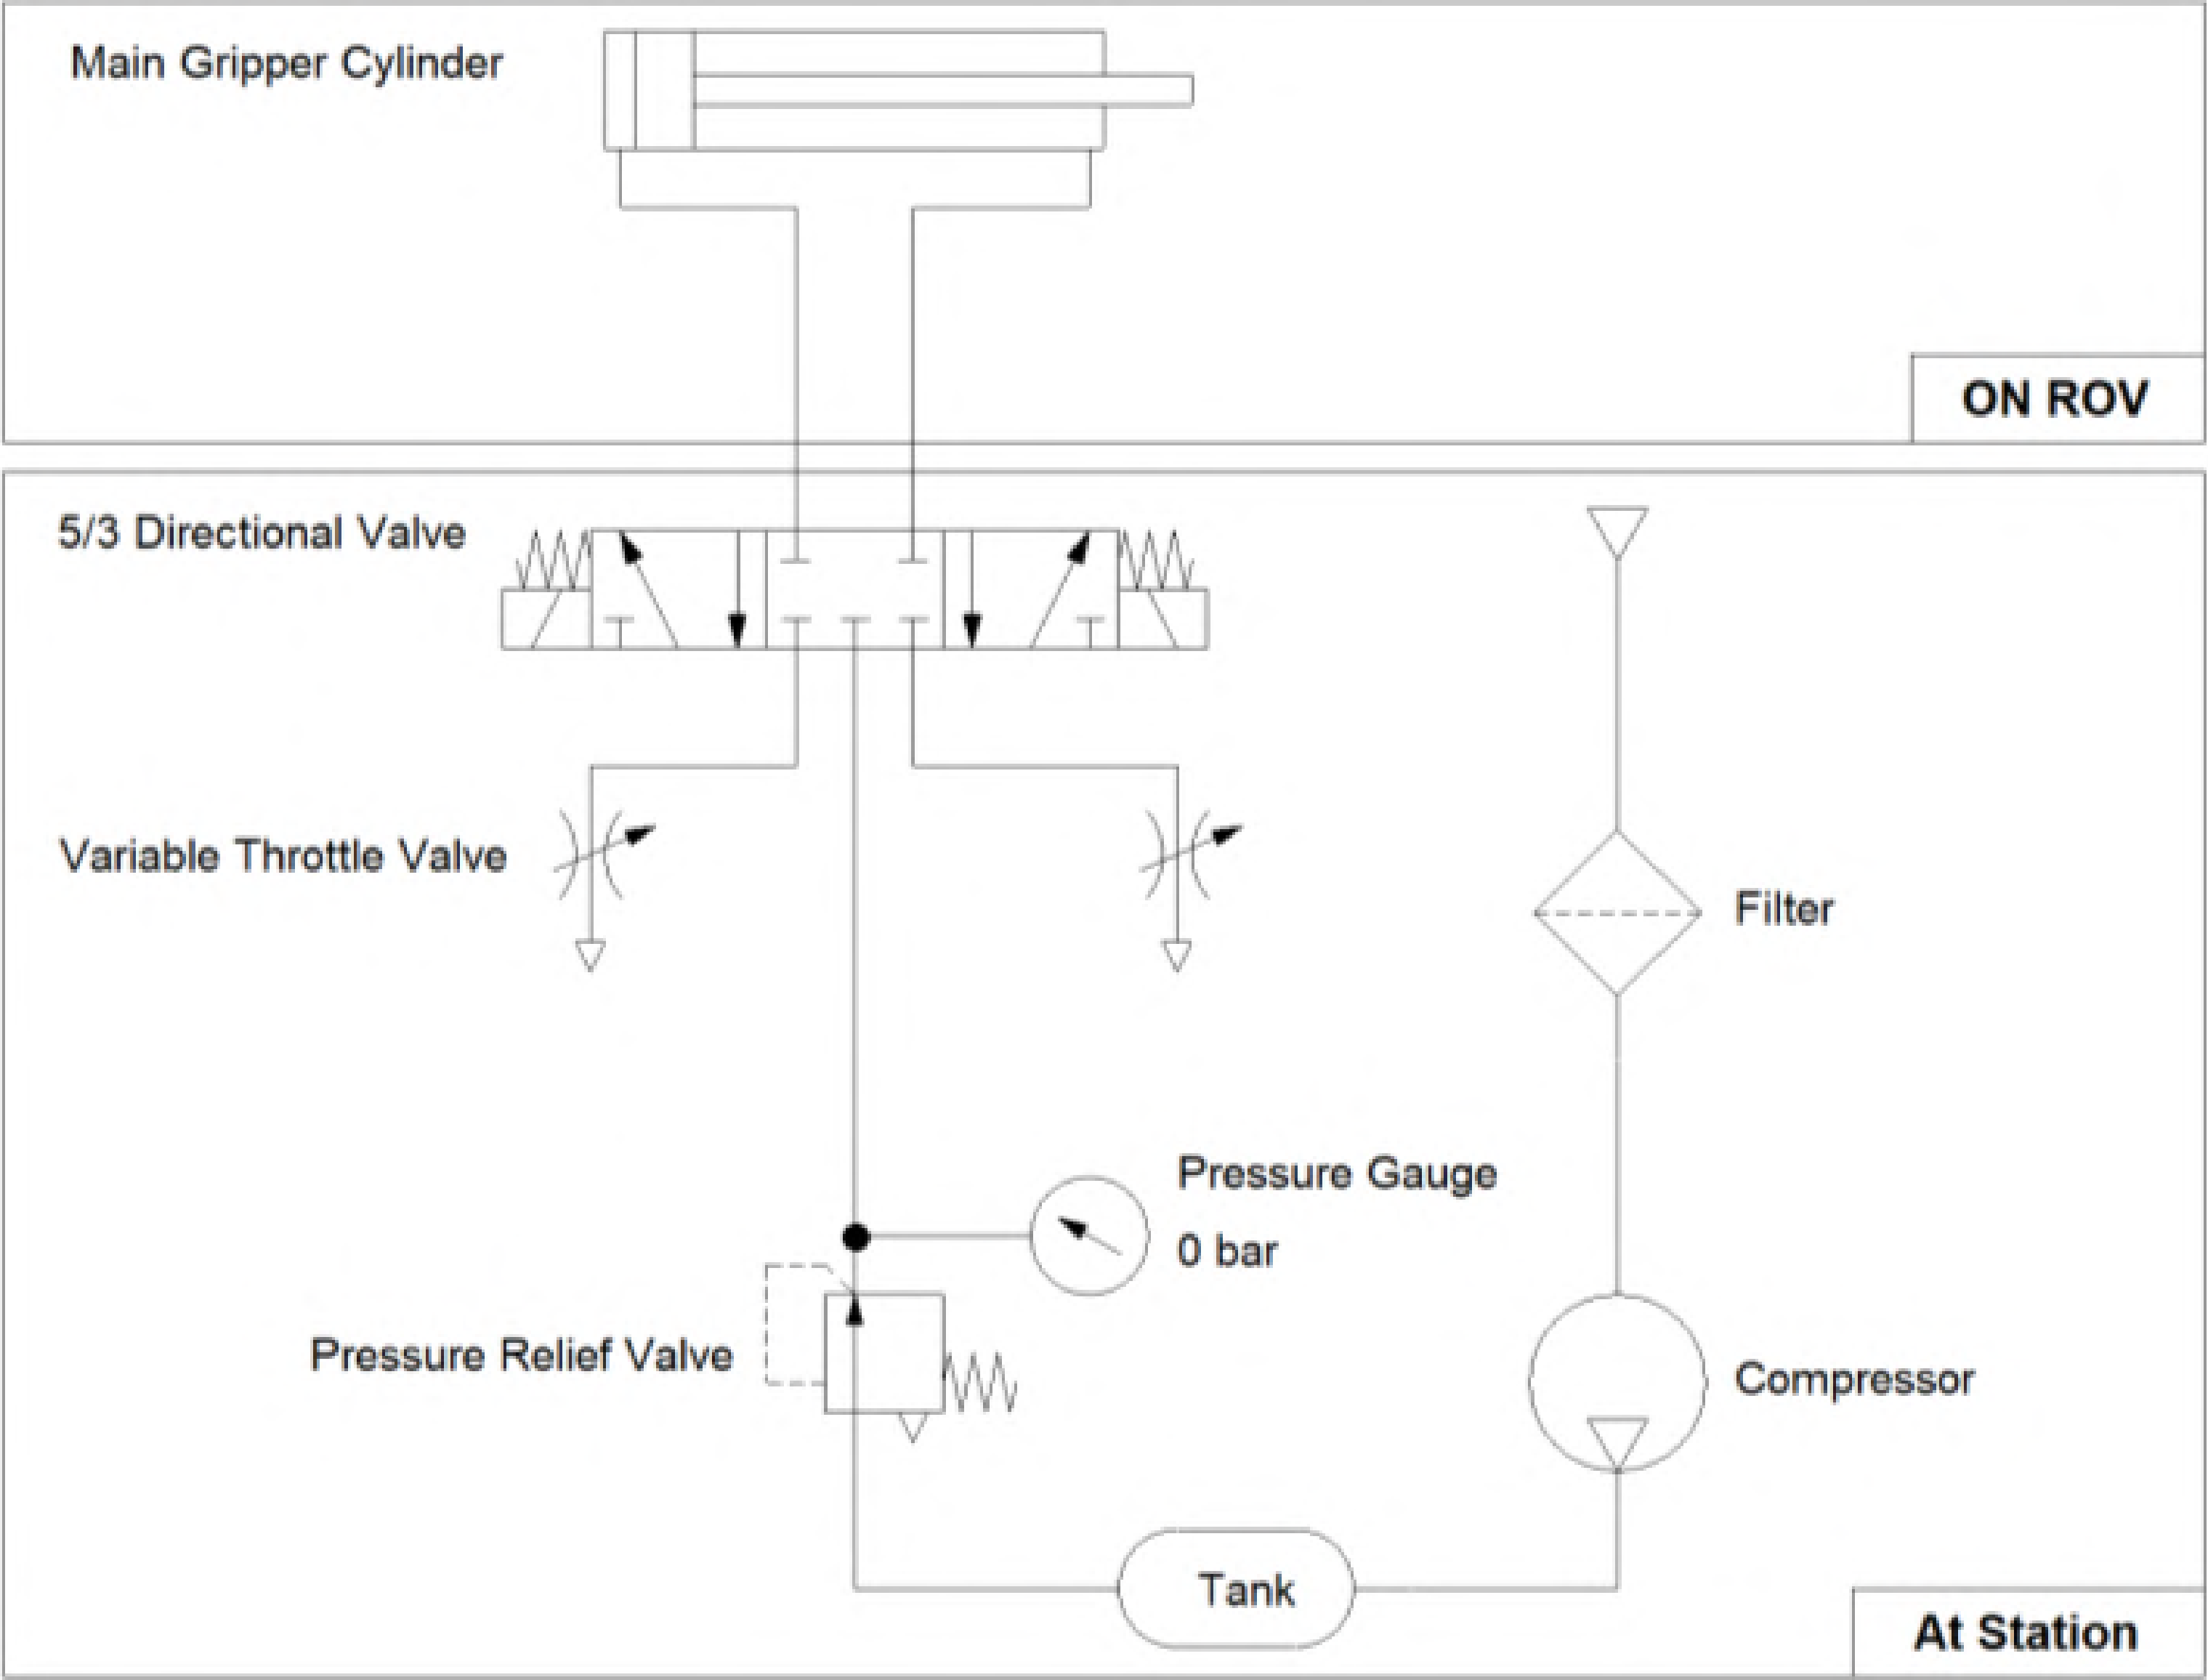 Main Gripper Cylinder
ON ROV
5/3 Directional Valve
Variable Throttle Valve
Filter
Pressure Gauge
0 bar
Pressure Relief Valve
Compressor
Tank
At Station